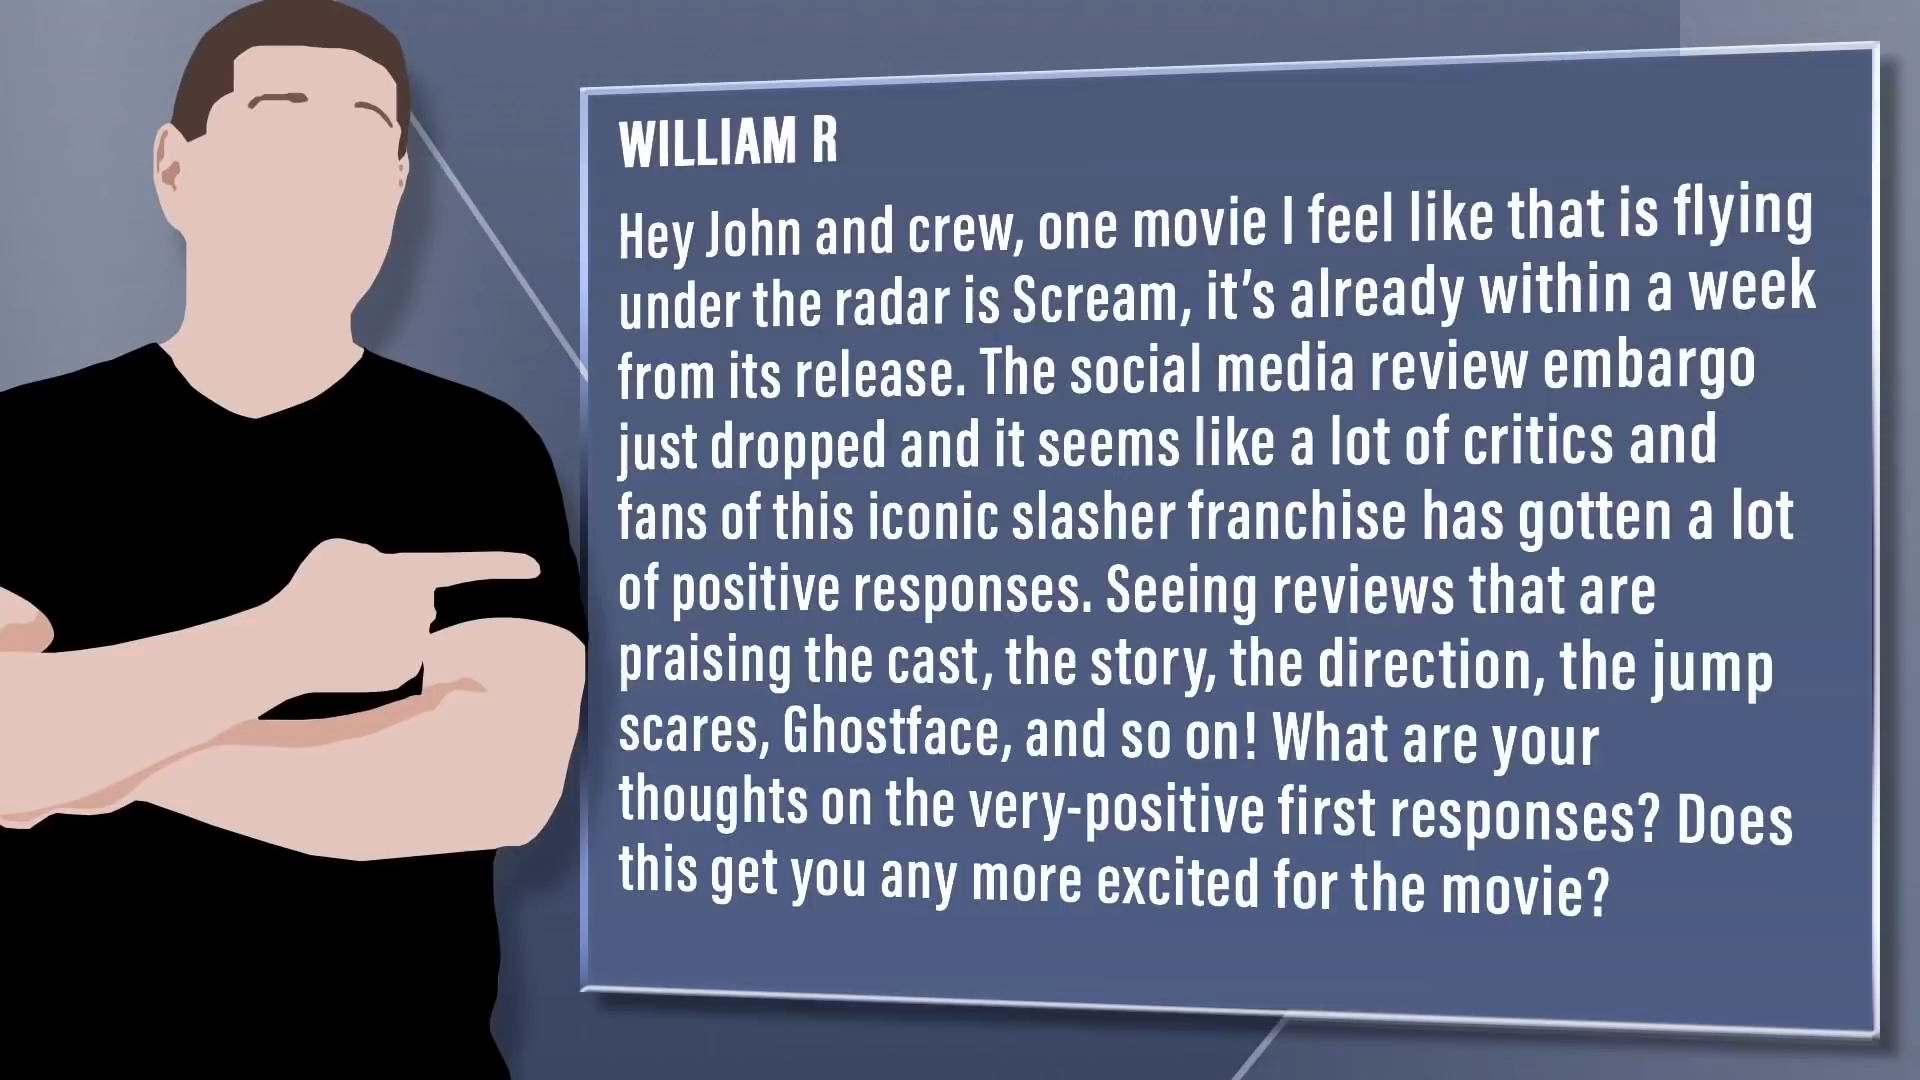 WILLIAM R
Hey John and crew, one movie I feel like that is flying
under the radar is Scream, it's already within a week
from its release. The social media review embargo
just dropped and it seems like a lot of critics and
fans of this iconic slasher franchise has gotten a lot
of positive responses. Seeing reviews that are
praising the cast, the story, the direction, the jump
scares, Ghostface, and so on! What are your
thoughts on the very-positive first responses? Does
this get you any more excited for the movie?